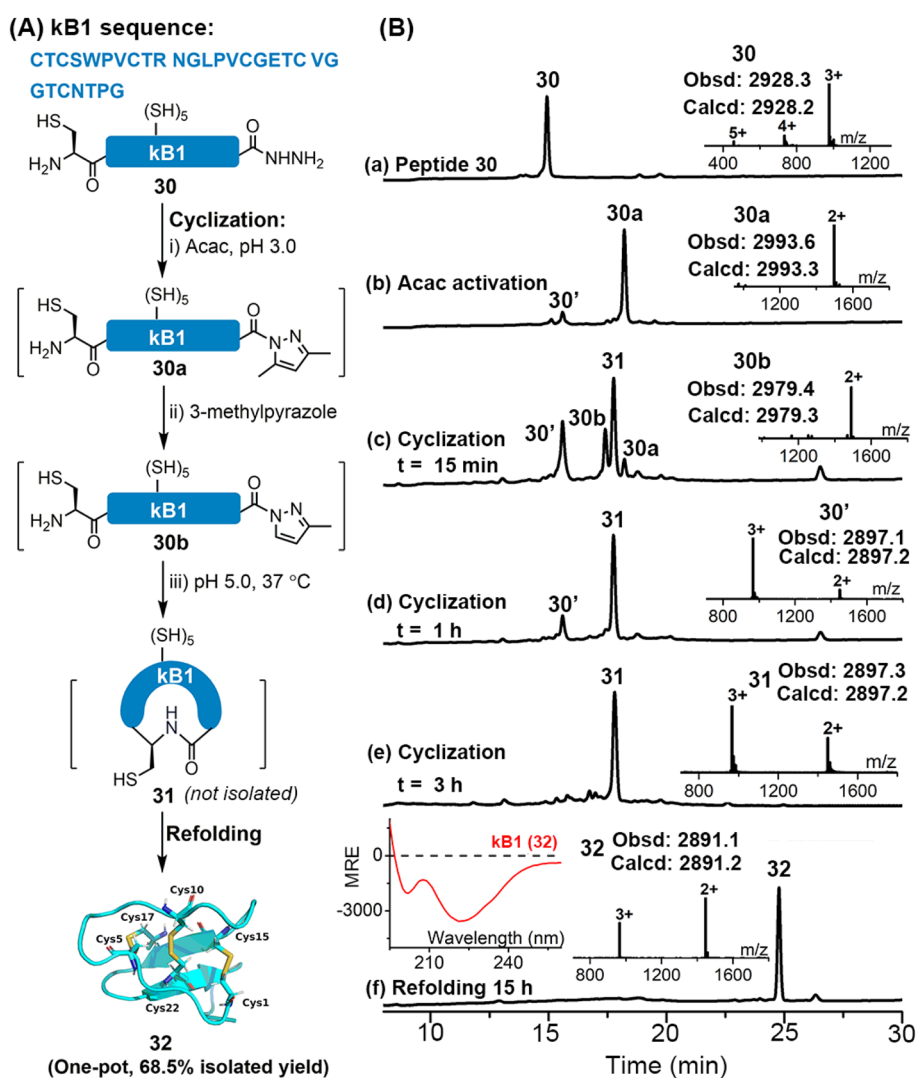 (A) kB1 sequence:
CTCSWPVCTR NGLPVCGETC VG
GTCNTPG
(SH)5
HS
H2N
O
kB1
O
NHNH2
30
Cyclization:
i) Acac, pH 3.0
(SH)5
HS
H2N
O
kB1
O
N
N
30a
ii) 3-methylpyrazole
(SH)5
HS
H2N
O
kB1
O
N
N
30b
iii) pH 5.0, 37 °C
(SH)5
kB1
H
N
O
HS
31 (not isolated)
Refolding
Cys10
Cys17
Cys5
Cys15
Cys22
Cys1
32
(One-pot, 68.5% isolated yield)
(B)
30
30
Obsd: 2928.3
Calcd: 2928.2
3+
4+
5+
m/z
400 800 1200
(a) Peptide 30
30a
30a
Obsd: 2993.6
Calcd: 2993.3
2+
m/z
1200 1600
(b) Acac activation
30'
31
30b
Obsd: 2979.4
Calcd: 2979.3
2+
m/z
1200 1600
30'
30b
30a
(c) Cyclization
t = 15 min
31
30'
Obsd: 2897.1
Calcd: 2897.2
3+
2+
m/z
800 1200 1600
(d) Cyclization
t = 1 h
30'
31
31
Obsd: 2897.3
Calcd: 2897.2
3+
2+
m/z
800 1200 1600
(e) Cyclization
t = 3 h
kB1 (32)
MRE
0
-3000
Wavelength (nm)
210 240
32
Obsd: 2891.1
Calcd: 2891.2
3+
2+
m/z
800 1200 1600
32
(f) Refolding 15 h
10 15 20 25 30
Time (min)